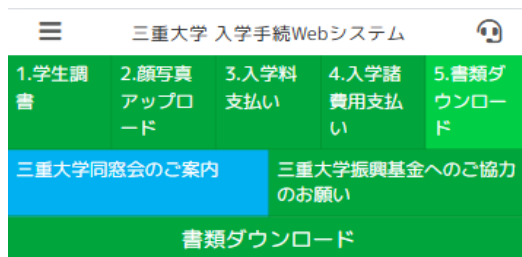 三重大学 入学手続Webシステム
1.学生調書
2.顔写真アップロード
3.入学料支払い
4.入学諸費用支払い
5.書類ダウンロード
三重大学同窓会のご案内
三重大学振興基金へのご協力のお願い
書類ダウンロード